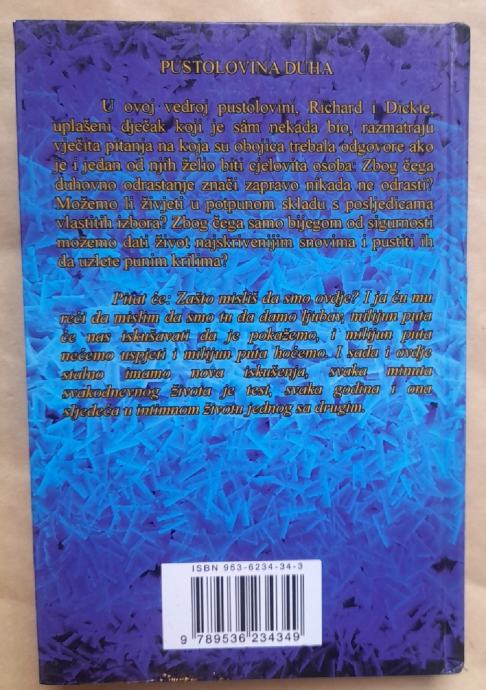 PUSTOLOVINA DUHA
U ovoj vedroj pustolovini, Richard i Dickie,
uplašeni dječak koji je sâm nekada bio, razmatraju
vječita pitanja na koja su obojica trebala odgovore ako
je i jedan od njih želio biti cjelovita osoba: Zbog čega
duhovno odrastanje znači zapravo nikada ne odrasti?
Možemo li živjeti u potpunom skladu s posljedicama
vlastitih izbora? Zbog čega samo bijegom od sigurnosti
možemo dati život najskrivenijim snovima i pustiti ih
da uzlete punim krilima?
Pitat će: Zašto misliš da smo ovdje? I ja ću mu
reći da mislim da smo tu da damo ljubav, milijun puta
će nas iskušavati da je pokažemo, i milijun puta
nećemo uspjeti i milijun puta hoćemo. I sada i ovdje
stalno imamo nova iskušenja, svaka minuta
svakodnevnog života je test, svaka godina i ona
sljedeća u intimnom životu jednog sa drugim.
ISBN 953-6234-34-3
9 789536 234349